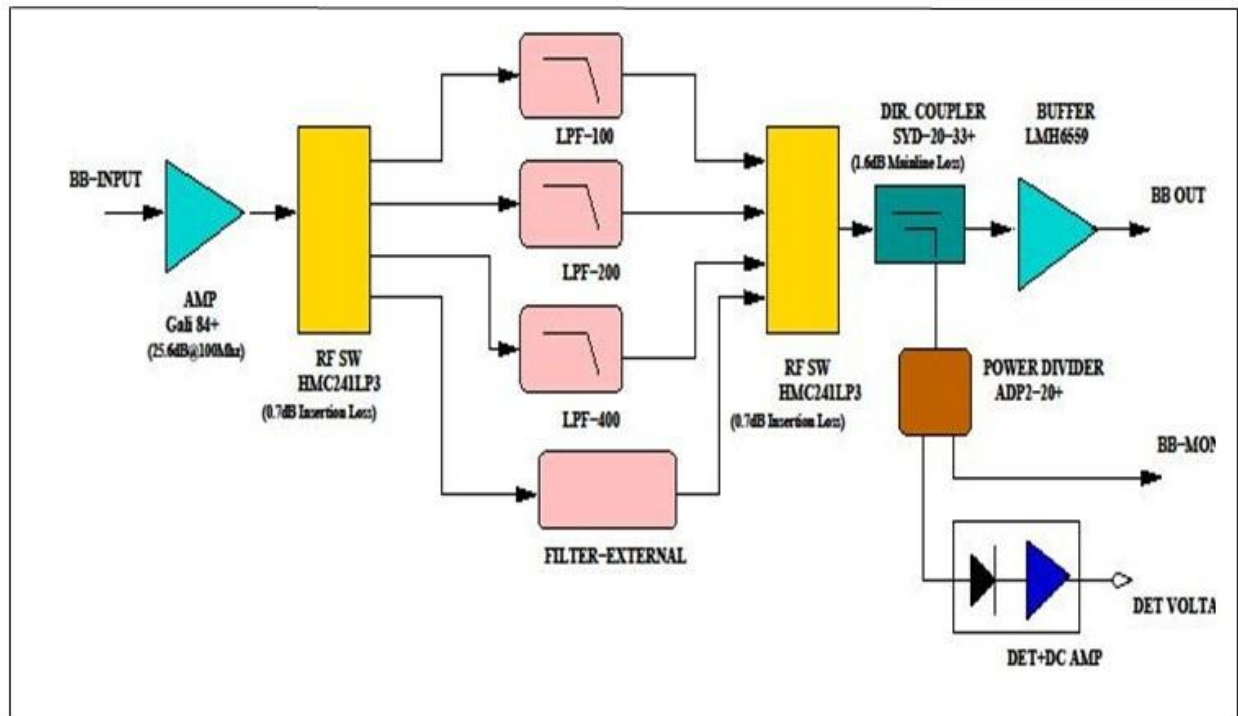 LPF-100
DIR. COUPLER
SYD-20-33+
(1.6dB Mainline Loss)
BUFFER
LMH6559
BB-INPUT
BB OUT
LPF-200
AMP
Gali 84+
(25.6dB@100Mhz)
RF SW
HMC241LP3
(0.7dB Insertion Loss)
LPF-400
RF SW
HMC241LP3
(0.7dB Insertion Loss)
POWER DIVIDER
ADP2-20+
BB-MON
FILTER-EXTERNAL
DET VOLTA
DET+DC AMP